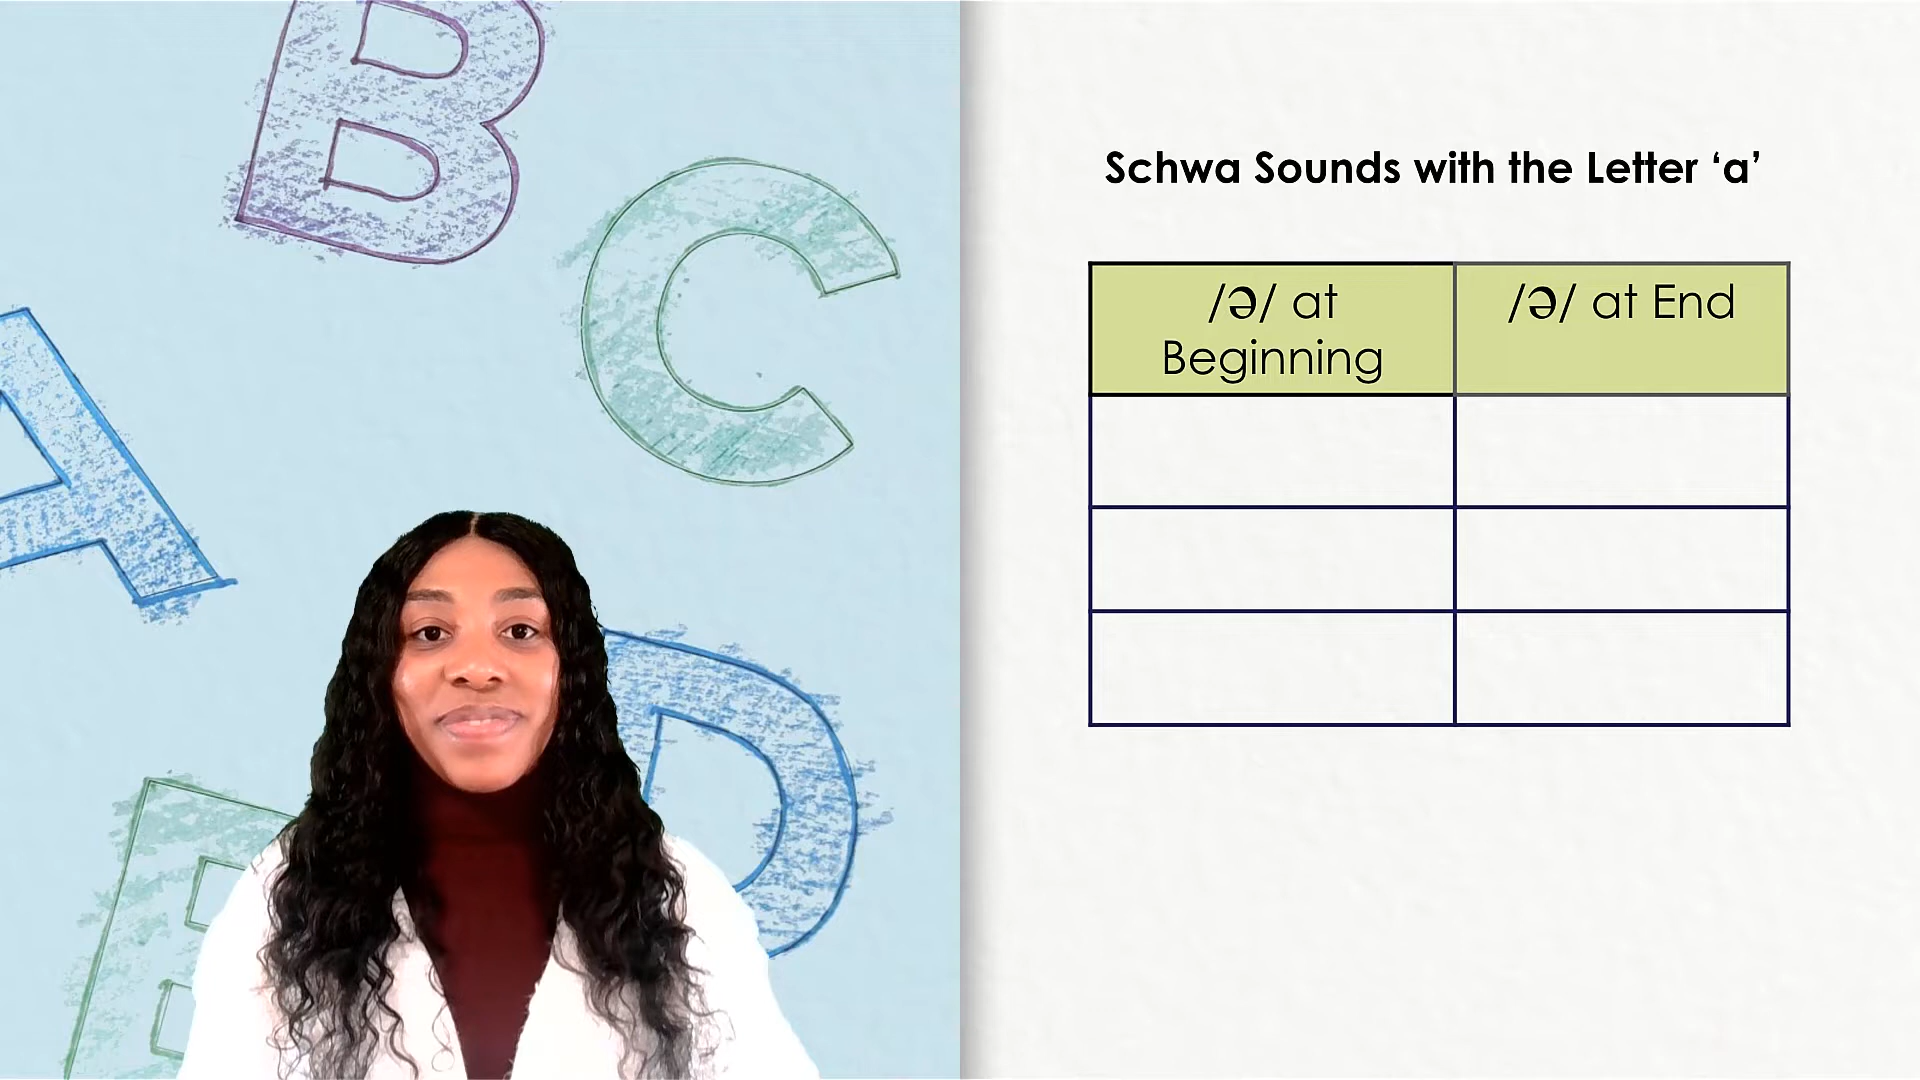 B
C
A
D
E
Schwa Sounds with the Letter ‘a’
/ə/ at
Beginning
/ə/ at End